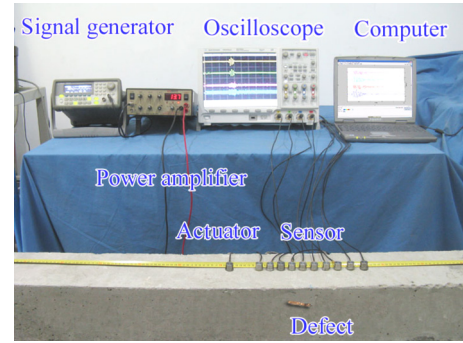 Signal generator Oscilloscope Computer
Power amplifier
Actuator Sensor
Defect